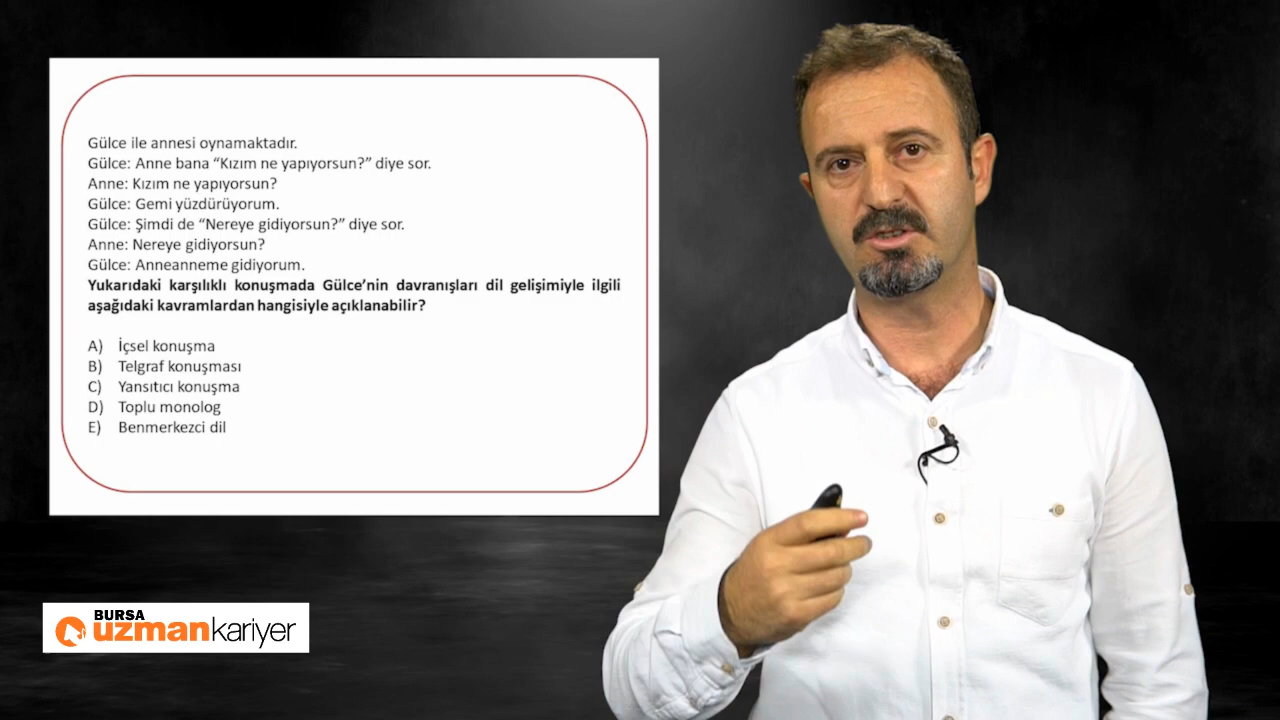 Gülce ile annesi oynamaktadır.
Gülce: Anne bana “Kızım ne yapıyorsun?” diye sor.
Anne: Kızım ne yapıyorsun?
Gülce: Gemi yüzdürüyorum.
Gülce: Şimdi de “Nereye gidiyorsun?” diye sor.
Anne: Nereye gidiyorsun?
Gülce: Anneanneme gidiyorum.
Yukarıdaki karşılıklı konuşmada Gülce’nin davranışları dil gelişimiyle ilgili
aşağıdaki kavramlardan hangisiyle açıklanabilir?
A) İçsel konuşma
B) Telgraf konuşması
C) Yansıtıcı konuşma
D) Toplu monolog
E) Benmerkezci dil
BURSA
uzmankariyer